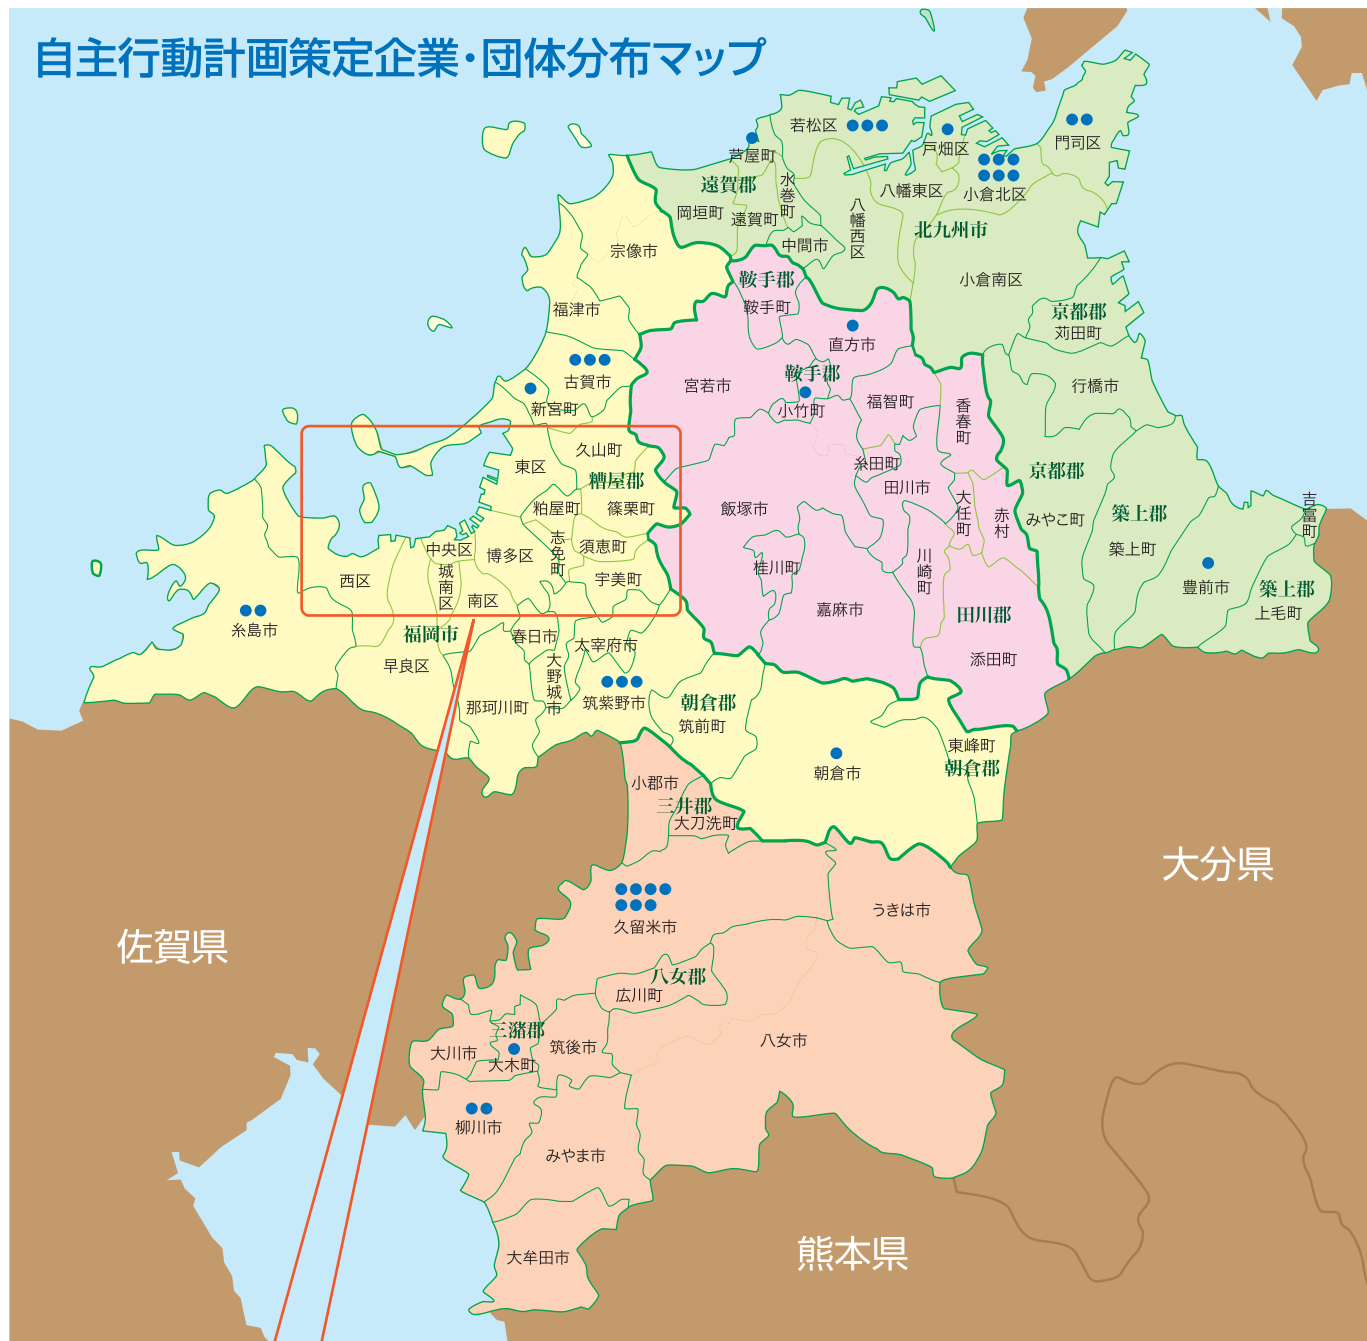 自主行動計画策定企業・団体分布マップ
若松区
戸畑区
門司区
芦屋町
遠賀郡
水巻町
八幡東区
小倉北区
岡垣町
遠賀町
八幡西区
北九州市
中間市
宗像市
小倉南区
鞍手郡
鞍手町
福津市
京都郡
苅田町
直方市
古賀市
宮若市
鞍手郡
行橋市
新宮町
小竹町
福智町
香春町
久山町
東区
糟屋郡
糸田町
京都郡
粕屋町
篠栗町
飯塚市
田川市
大任町
赤村
みやこ町
築上郡
吉富町
中央区
博多区
志免町
須恵町
築上町
西区
城南区
宇美町
桂川町
川崎町
豊前市
築上郡
上毛町
南区
嘉麻市
田川郡
糸島市
福岡市
春日市
太宰府市
早良区
大野城市
添田町
那珂川町
筑紫野市
朝倉郡
筑前町
東峰町
朝倉郡
朝倉市
小郡市
三井郡
大刀洗町
大分県
佐賀県
久留米市
うきは市
八女郡
広川町
三潴郡
大川市
大木町
筑後市
八女市
柳川市
みやま市
大牟田市
熊本県